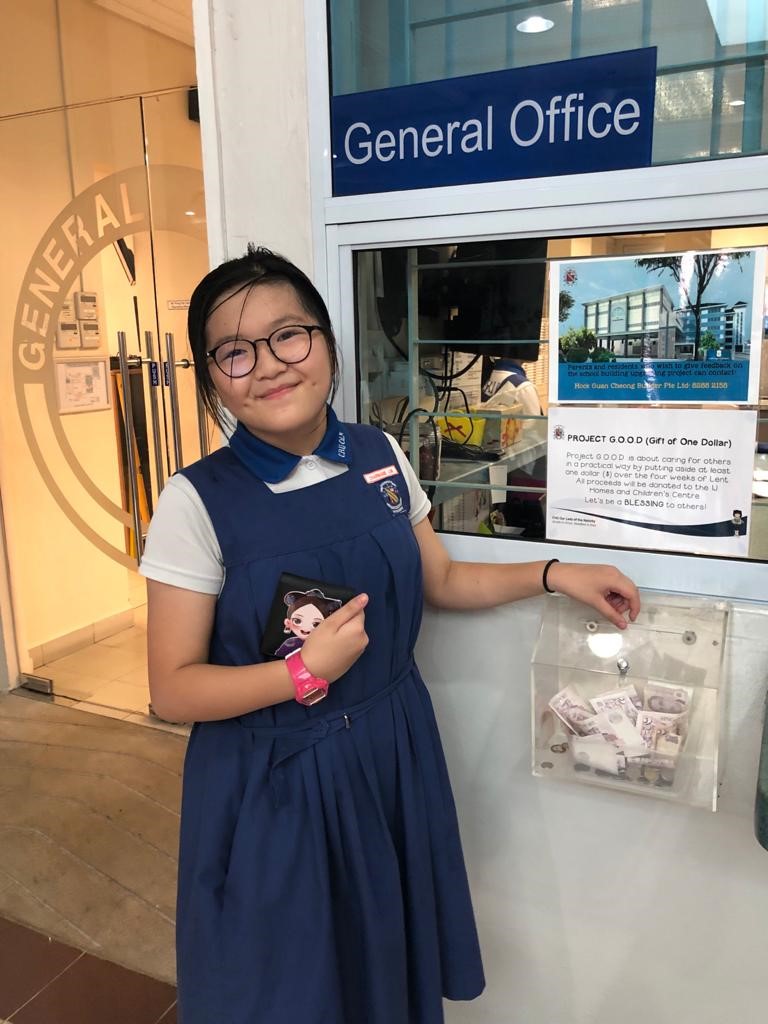 General Office
GENERAL
Parents and residents who wish to give feedback on
the school building upgrading project can contact:
Hock Guan Cheong Builder Pte Ltd: 8288 2158
PROJECT G.O.O.D (Gift of One Dollar)
Project G.O.O.D is about caring for others
in a practical way by putting aside at least
one dollar ($) over the four weeks of Lent.
All proceeds will be donated to the IJ
Homes and Children's Centre
Let's be a BLESSING to others!